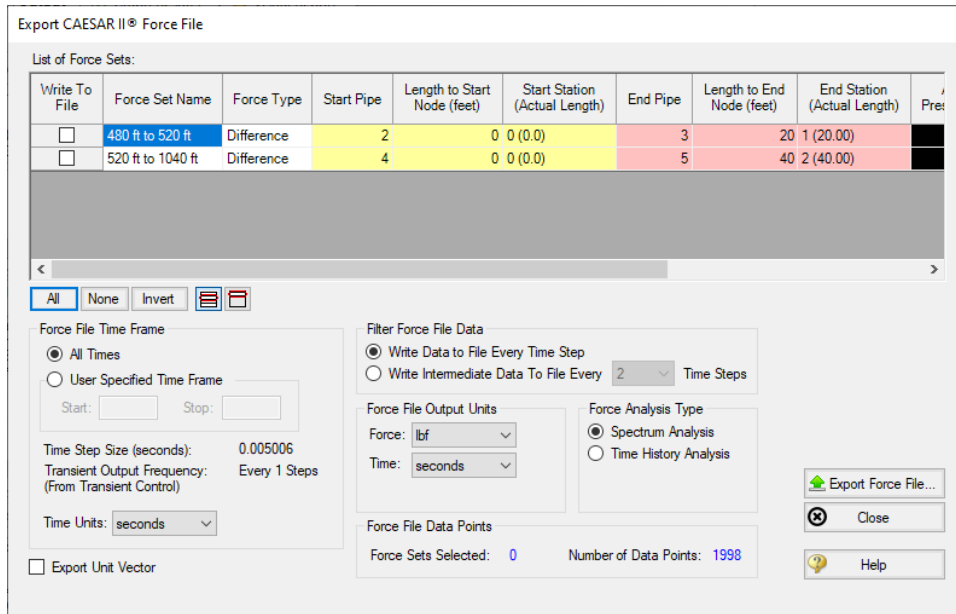 Export CAESAR II® Force File
List of Force Sets:
Write To File Force Set Name Force Type Start Pipe Length to Start Node (feet) Start Station (Actual Length) End Pipe Length to End Node (feet) End Station (Actual Length)
480 ft to 520 ft Difference 2 0 0 (0.0) 3 20 1 (20.00)
520 ft to 1040 ft Difference 4 0 0 (0.0) 5 40 2 (40.00)
All None Invert
Force File Time Frame
All Times
User Specified Time Frame
Start: Stop:
Time Step Size (seconds): 0.005006
Transient Output Frequency: Every 1 Steps
(From Transient Control)
Time Units: seconds
Export Unit Vector
Filter Force File Data
Write Data to File Every Time Step
Write Intermediate Data To File Every 2 Time Steps
Force File Output Units
Force: lbf
Time: seconds
Force Analysis Type
Spectrum Analysis
Time History Analysis
Force File Data Points
Force Sets Selected: 0 Number of Data Points: 1998
Export Force File...
Close
Help